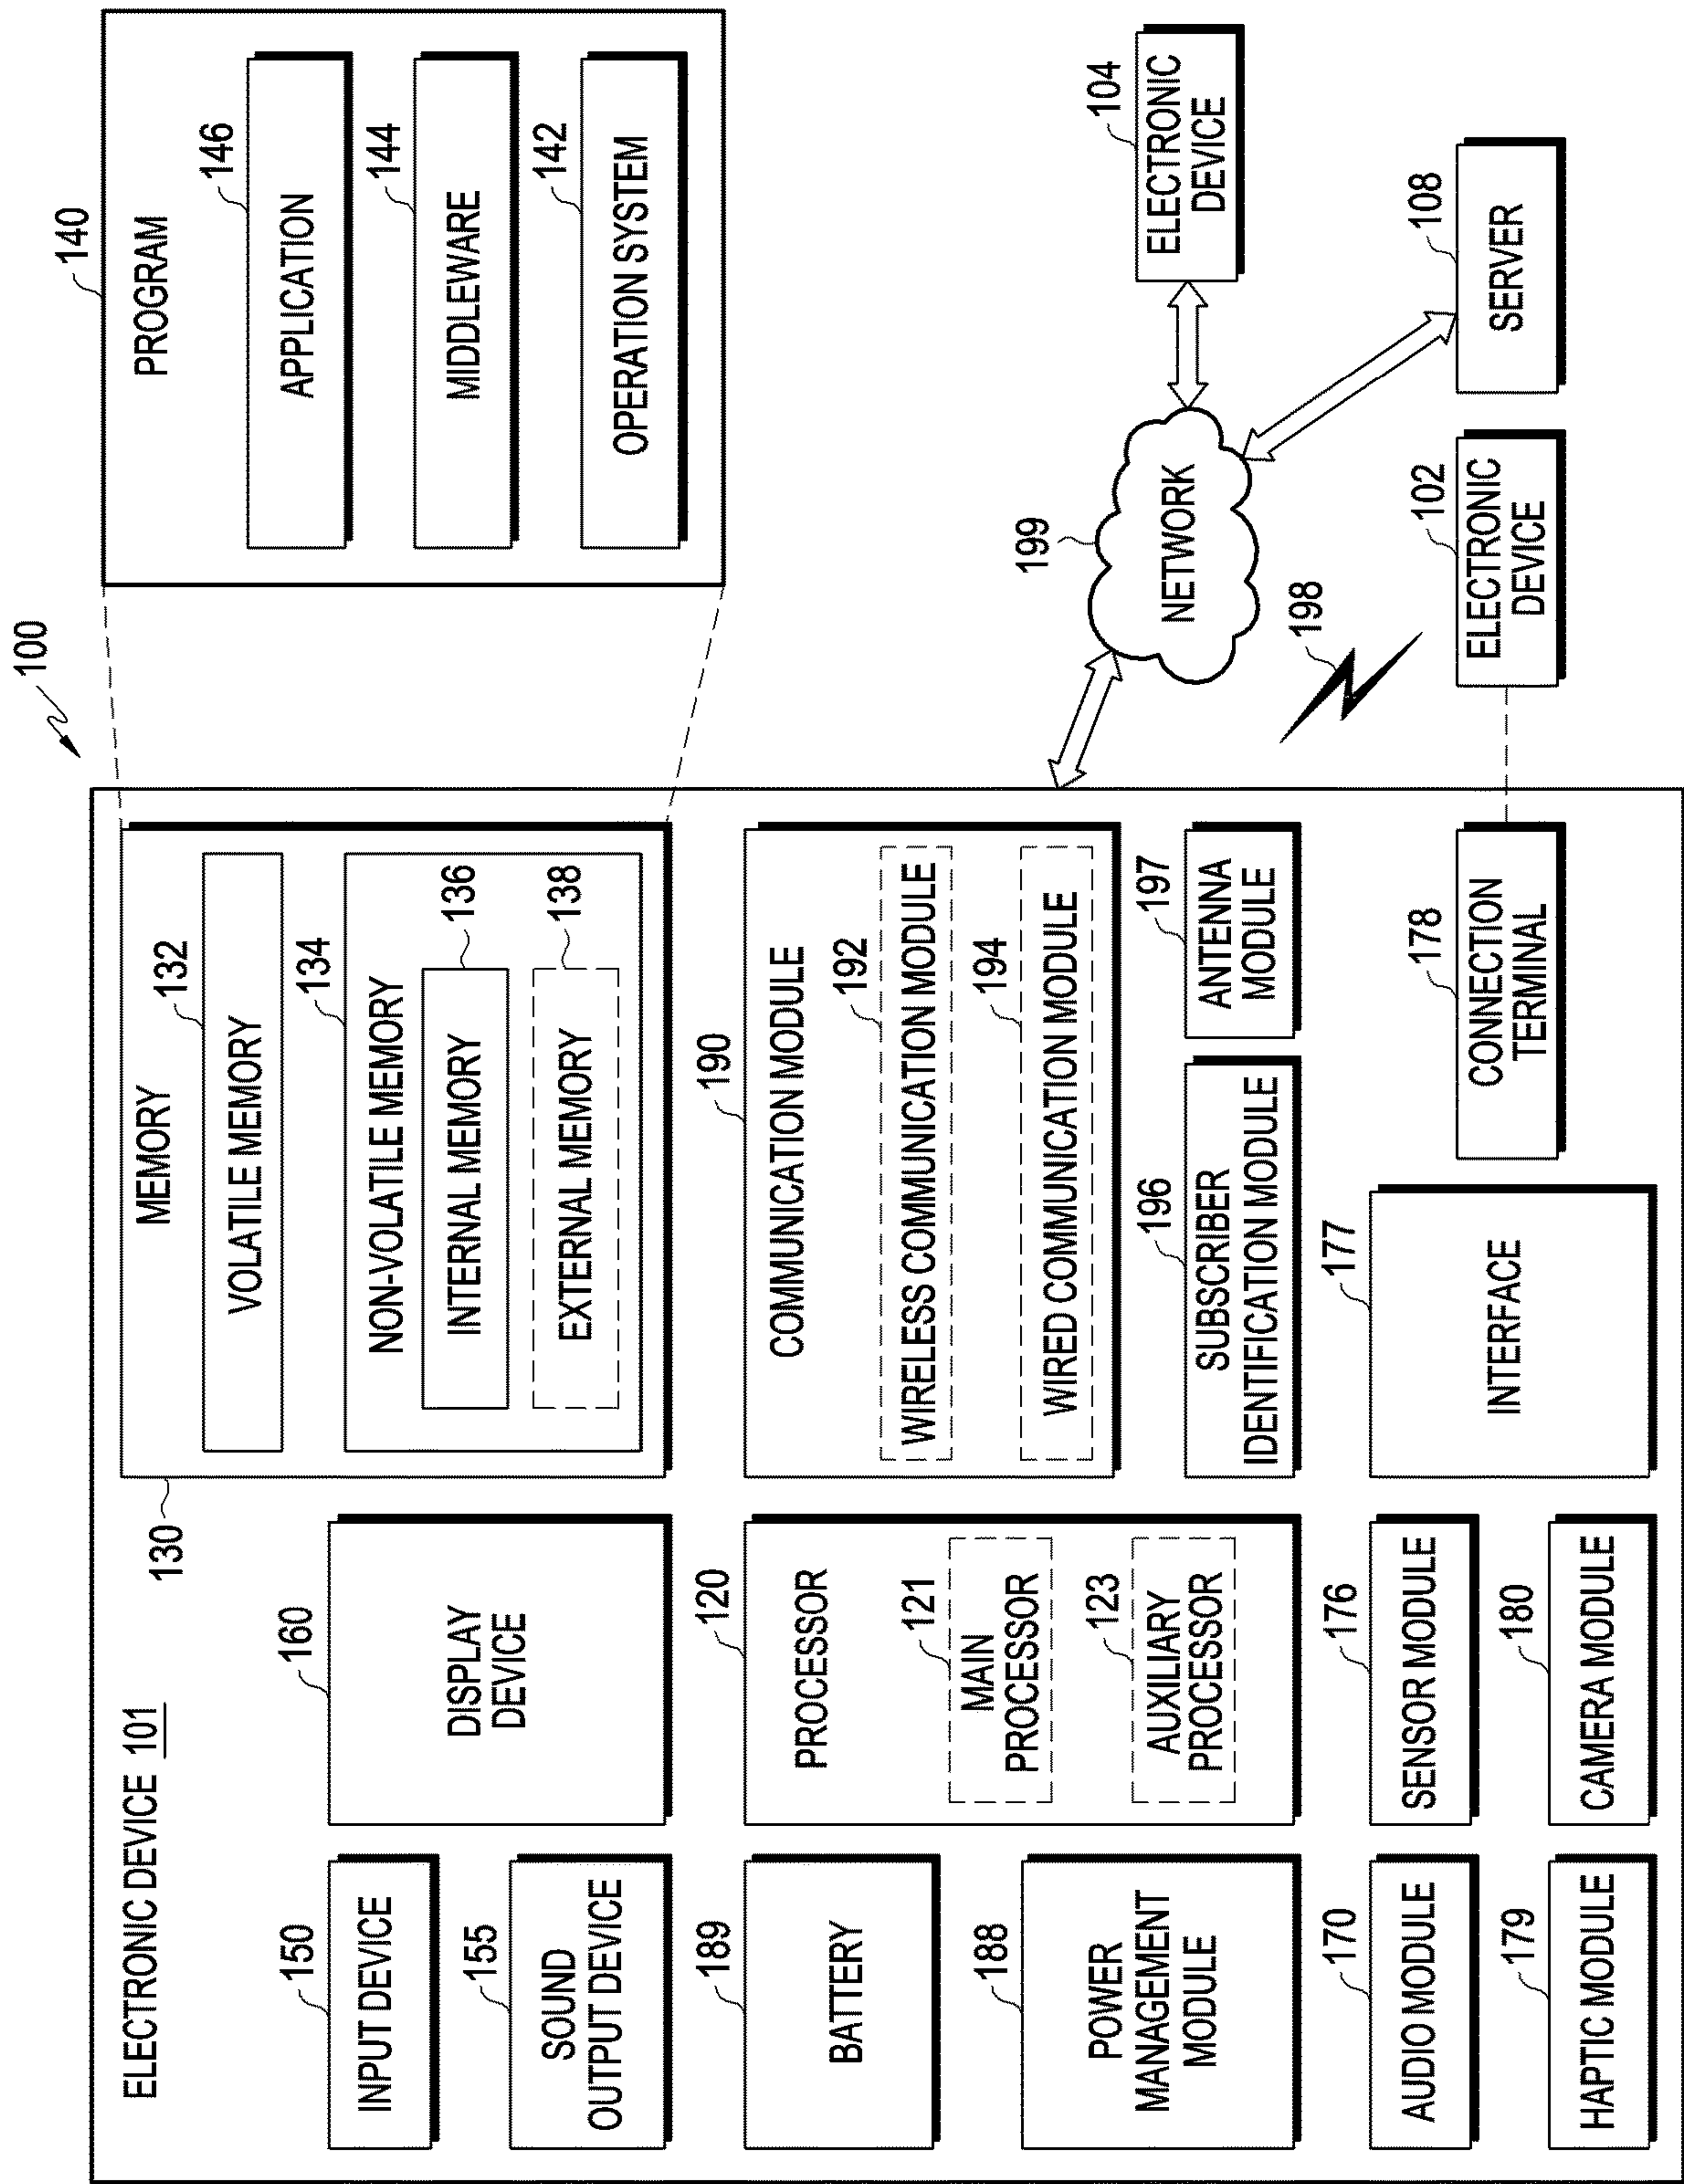 100
ELECTRONIC DEVICE 101
130
MEMORY
VOLATILE MEMORY
132
NON-VOLATILE MEMORY
134
INTERNAL MEMORY
136
EXTERNAL MEMORY
138
140
PROGRAM
146
APPLICATION
144
MIDDLEWARE
142
OPERATION SYSTEM
150
INPUT DEVICE
155
SOUND
OUTPUT DEVICE
160
DISPLAY
DEVICE
189
BATTERY
188
POWER
MANAGEMENT
MODULE
120
PROCESSOR
121
MAIN
PROCESSOR
123
AUXILIARY
PROCESSOR
190
COMMUNICATION MODULE
192
WIRELESS COMMUNICATION MODULE
194
WIRED COMMUNICATION MODULE
196
SUBSCRIBER
IDENTIFICATION MODULE
197
ANTENNA
MODULE
199
NETWORK
104
ELECTRONIC
DEVICE
170
AUDIO MODULE
176
SENSOR MODULE
177
INTERFACE
178
CONNECTION
TERMINAL
198
102
ELECTRONIC
DEVICE
108
SERVER
179
HAPTIC MODULE
180
CAMERA MODULE